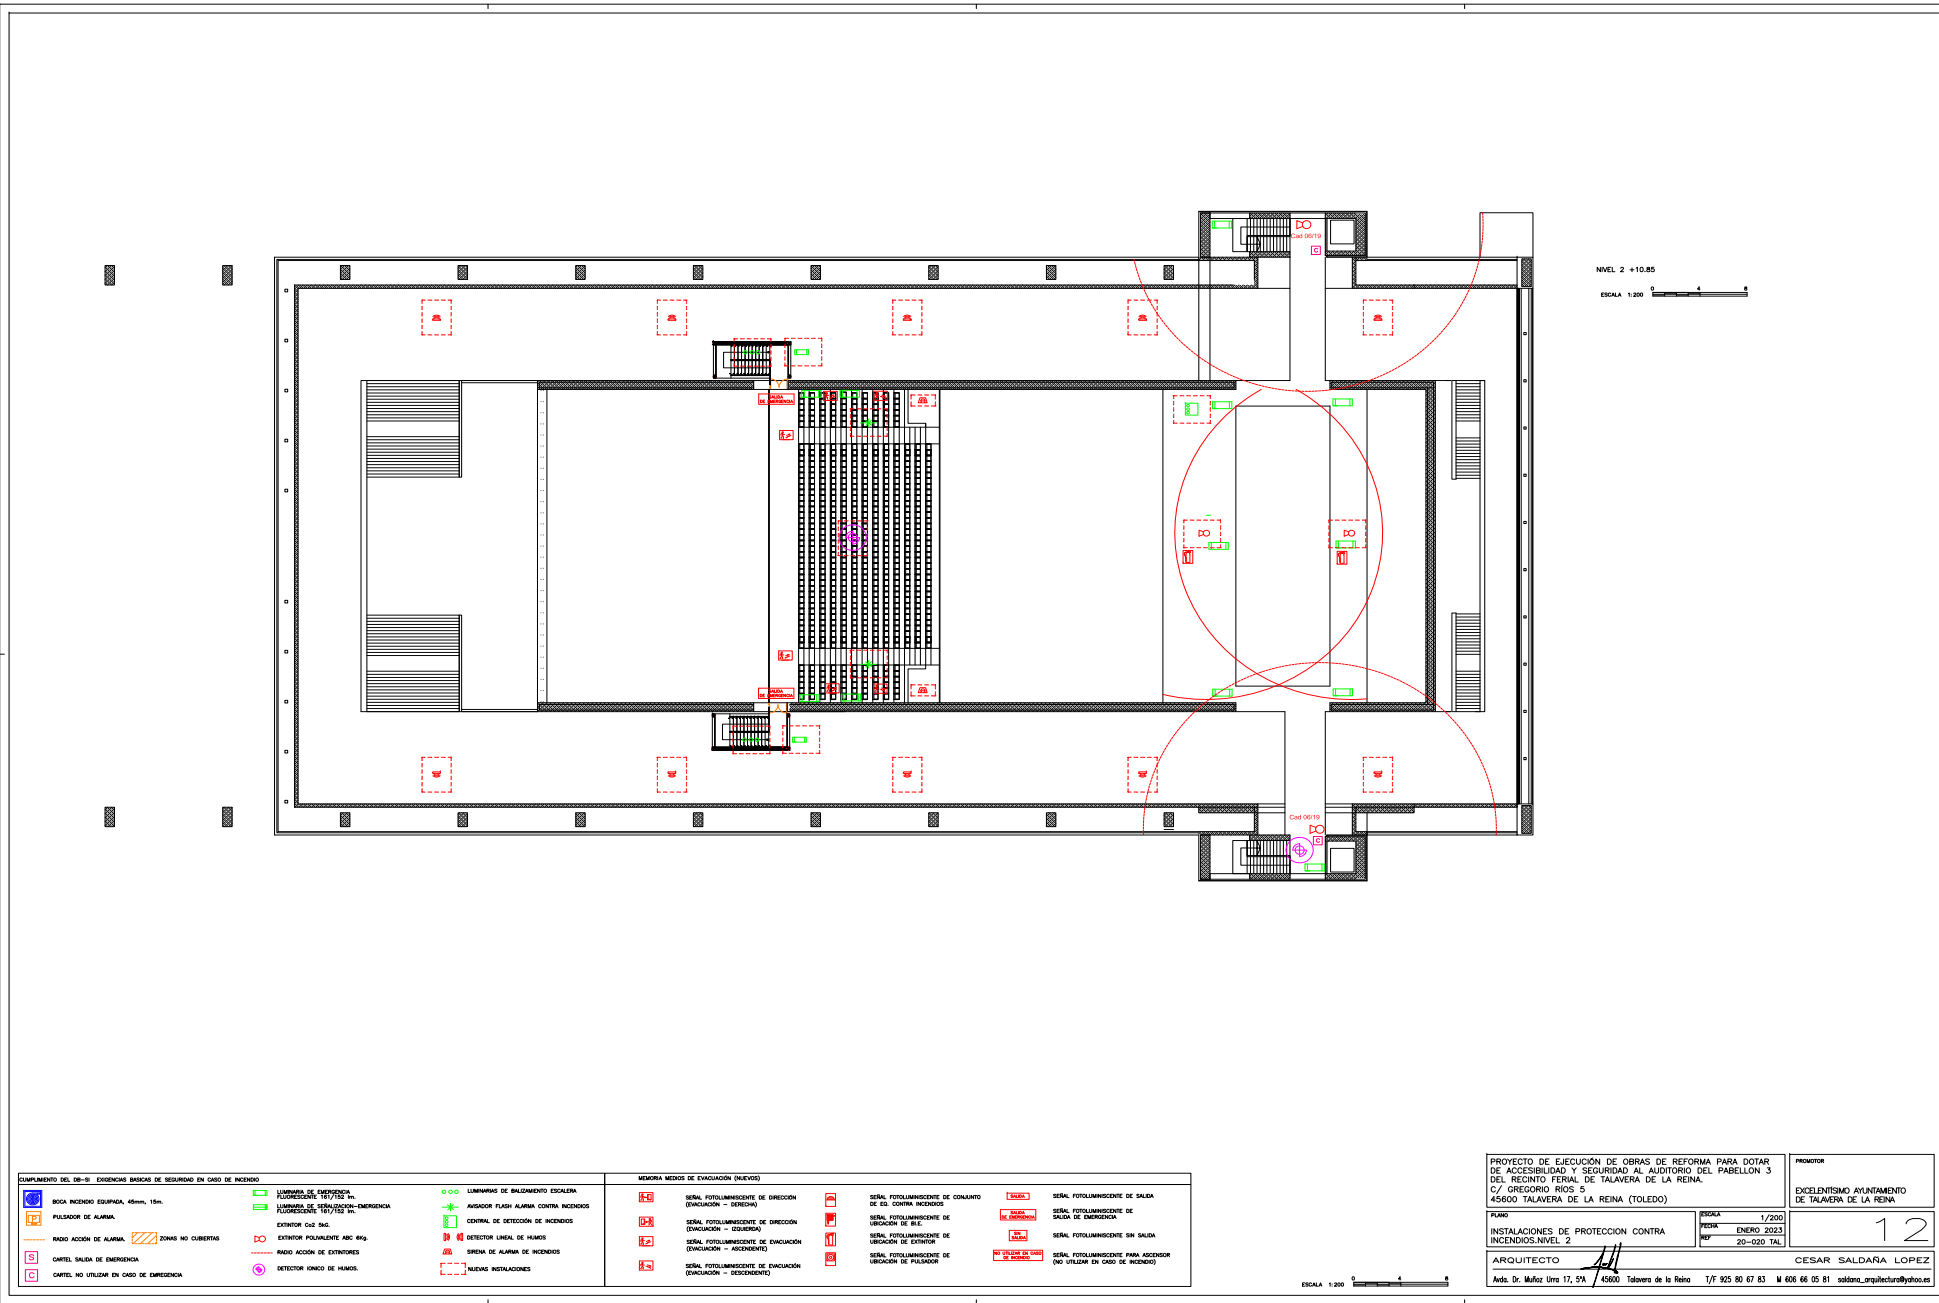 Cad 06/19
C
NIVEL 2 +10.85
ESCALA 1:200
0 4 8
SALIDA
DE EMERGENCIA
SALIDA
DE EMERGENCIA
Cad 06/19
C
CUMPLIMIENTO DEL DB-SI EXIGENCIAS BASICAS DE SEGURIDAD EN CASO DE INCENDIO
BOCA INCENDIO EQUIPADA, 45mm, 15m.
PULSADOR DE ALARMA.
RADIO ACCIÓN DE ALARMA.
ZONAS NO CUBIERTAS
S
CARTEL SALIDA DE EMERGENCIA
C
CARTEL NO UTILIZAR EN CASO DE EMREGENCIA
LUMINARIA DE EMERGENCIA
FLUORESCENTE 161/152 lm.
LUMINARIA DE SEÑALIZACION-EMERGENCIA
FLUORESCENTE 161/152 lm.
EXTINTOR Co2 5kG.
EXTINTOR POLIVALENTE ABC 6Kg.
RADIO ACCIÓN DE EXTINTORES
DETECTOR IONICO DE HUMOS.
LUMINARIAS DE BALIZAMIENTO ESCALERA
AVISADOR FLASH ALARMA CONTRA INCENDIOS
CENTRAL DE DETECCIÓN DE INCENDIOS
DETECTOR LINEAL DE HUMOS
SIRENA DE ALARMA DE INCENDIOS
NUEVAS INSTALACIONES
MEMORIA MEDIOS DE EVACUACIÓN (NUEVOS)
SEÑAL FOTOLUMINISCENTE DE DIRECCIÓN
(EVACUACIÓN - DERECHA)
SEÑAL FOTOLUMINISCENTE DE DIRECCIÓN
(EVACUACIÓN - IZQUIERDA)
SEÑAL FOTOLUMINISCENTE DE EVACUACIÓN
(EVACUACIÓN - ASCENDENTE)
SEÑAL FOTOLUMINISCENTE DE EVACUACIÓN
(EVACUACIÓN - DESCENDENTE)
SEÑAL FOTOLUMINISCENTE DE CONJUNTO
DE EQ. CONTRA INCENDIOS
SEÑAL FOTOLUMINISCENTE DE
UBICACIÓN DE BI.E.
SEÑAL FOTOLUMINISCENTE DE
UBICACIÓN DE EXTINTOR
SEÑAL FOTOLUMINISCENTE DE
UBICACIÓN DE PULSADOR
SALIDA
SEÑAL FOTOLUMINISCENTE DE SALIDA
SALIDA
DE EMERGENCIA
SEÑAL FOTOLUMINISCENTE DE
SALIDA DE EMERGENCIA
SIN
SALIDA
SEÑAL FOTOLUMINISCENTE SIN SALIDA
NO UTILIZAR EN CASO
DE INCENDIO
SEÑAL FOTOLUMINISCENTE PARA ASCENSOR
(NO UTILIZAR EN CASO DE INCENDIO)
ESCALA 1:200
0 4 8
PROYECTO DE EJECUCIÓN DE OBRAS DE REFORMA PARA DOTAR
DE ACCESIBILIDAD Y SEGURIDAD AL AUDITORIO DEL PABELLON 3
DEL RECINTO FERIAL DE TALAVERA DE LA REINA.
C/ GREGORIO RÍOS 5
45600 TALAVERA DE LA REINA (TOLEDO)
PROMOTOR
EXCELENTÍSIMO AYUNTAMIENTO
DE TALAVERA DE LA REINA
PLANO
INSTALACIONES DE PROTECCION CONTRA
INCENDIOS.NIVEL 2
ESCALA 1/200
FECHA ENERO 2023
REF 20-020 TAL
12
ARQUITECTO
CESAR SALDAÑA LOPEZ
Avda. Dr. Muñoz Urra 17, 5ºA 45600 Talavera de la Reina T/F 925 80 67 83 M 606 66 05 81 saldana_arquitectura@yahoo.es